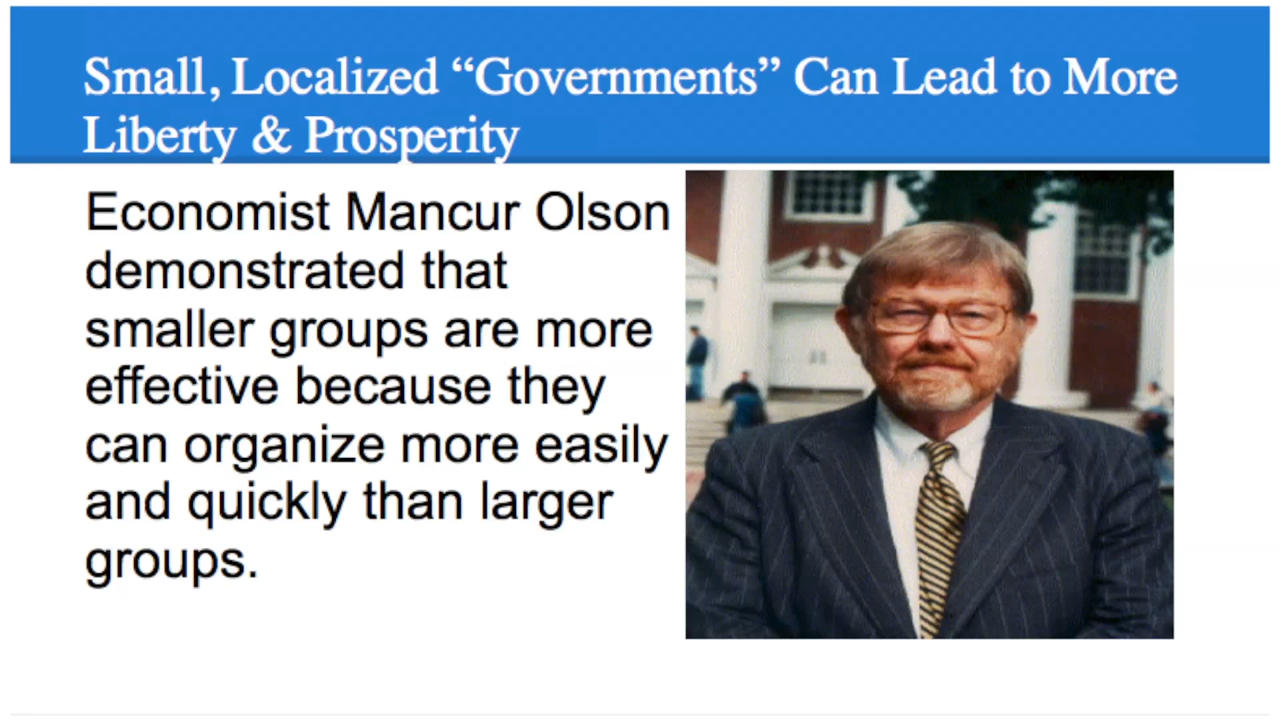 Small, Localized “Governments” Can Lead to More
Liberty & Prosperity
Economist Mancur Olson
demonstrated that
smaller groups are more
effective because they
can organize more easily
and quickly than larger
groups.